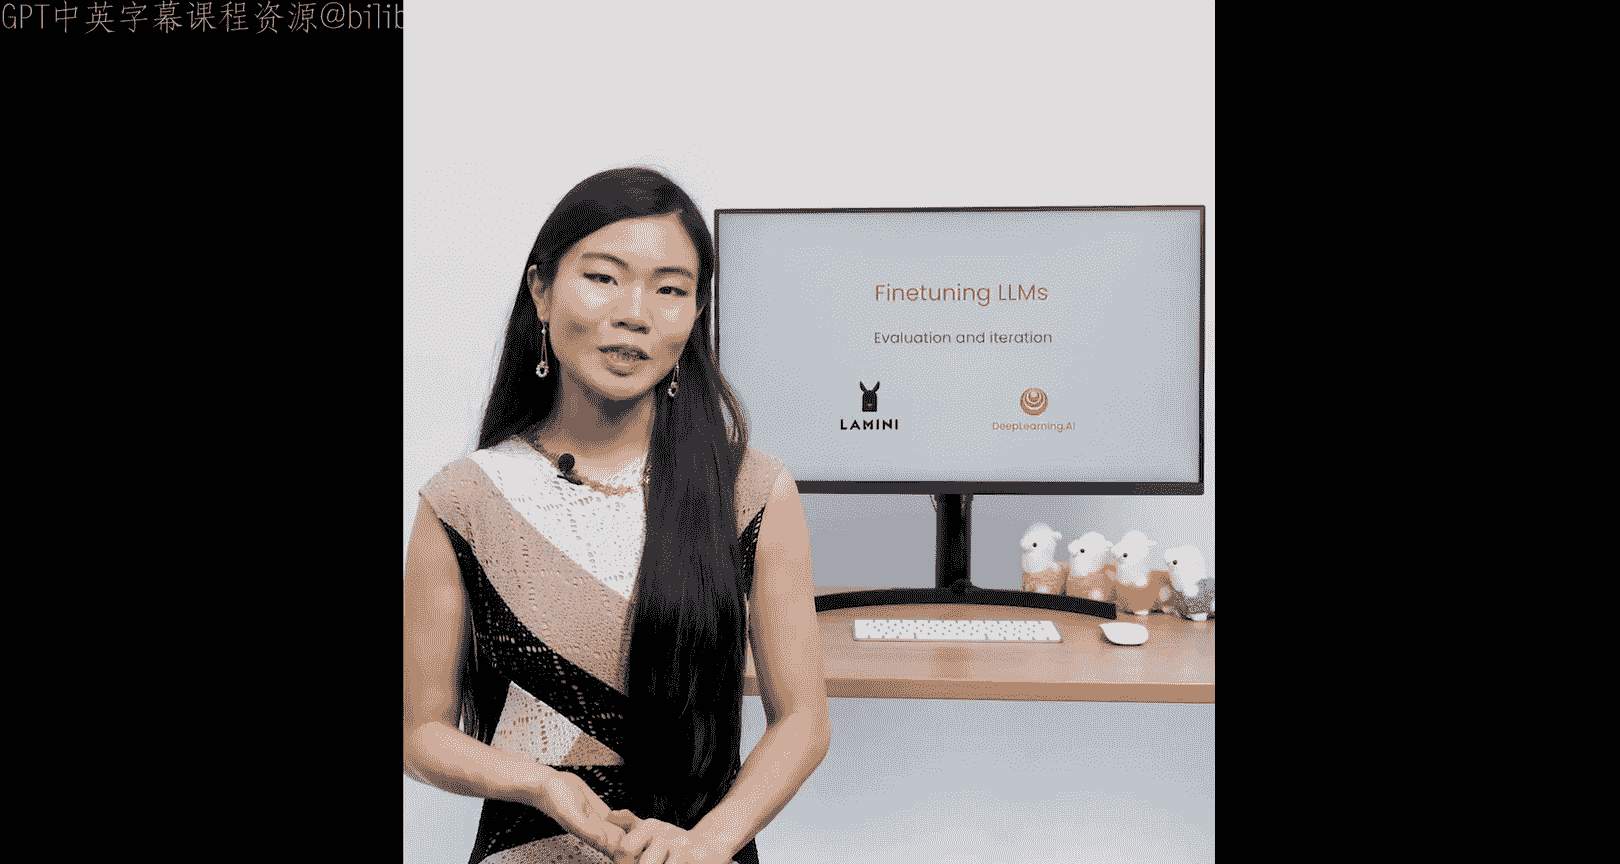 GPT中英字幕课程资源@bilib
Finetuning LLMs
Evaluation and iteration
LAMINI
DeepLearning.AI